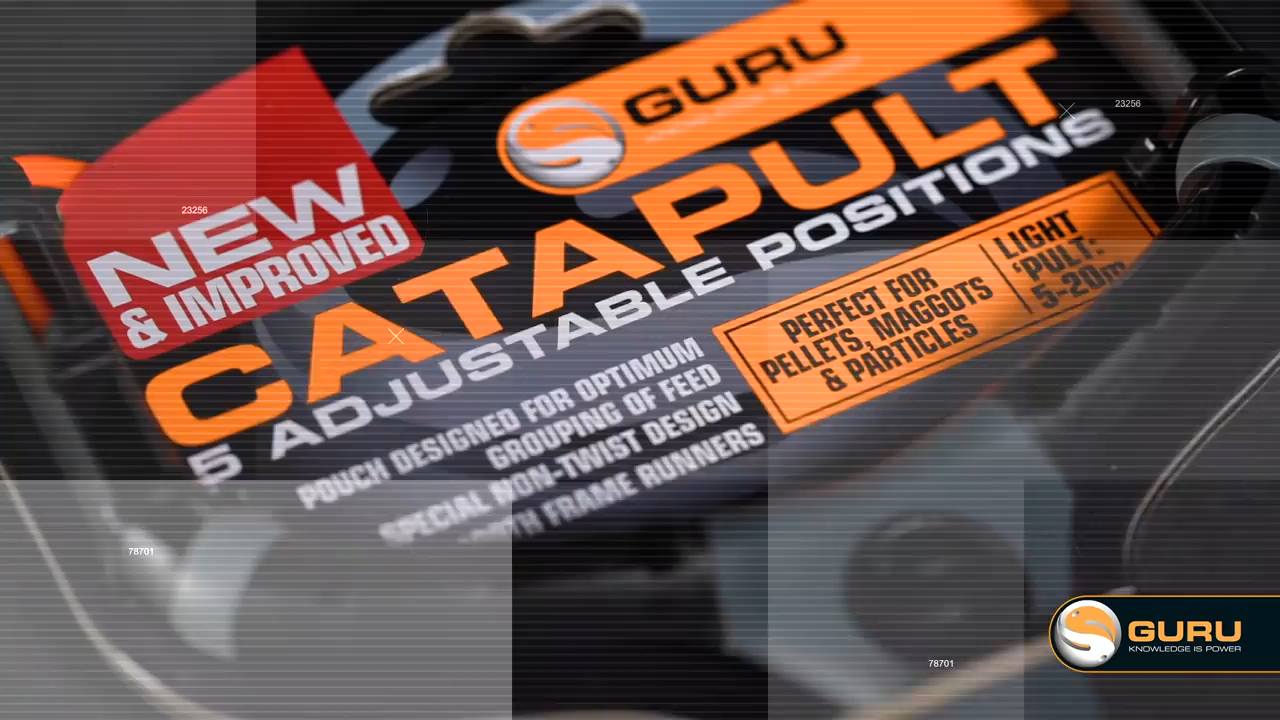 GURU
NEW
& IMPROVED
CATAPULT
5 ADJUSTABLE POSITIONS
POUCH DESIGNED FOR OPTIMUM
GROUPING OF FEED
SPECIAL NON-TWIST DESIGN
FRAME RUNNERS
PERFECT FOR
PELLETS, MAGGOTS
& PARTICLES
LIGHT
'PULT:
5-20m
23256
23256
78701
78701
GURU
KNOWLEDGE IS POWER